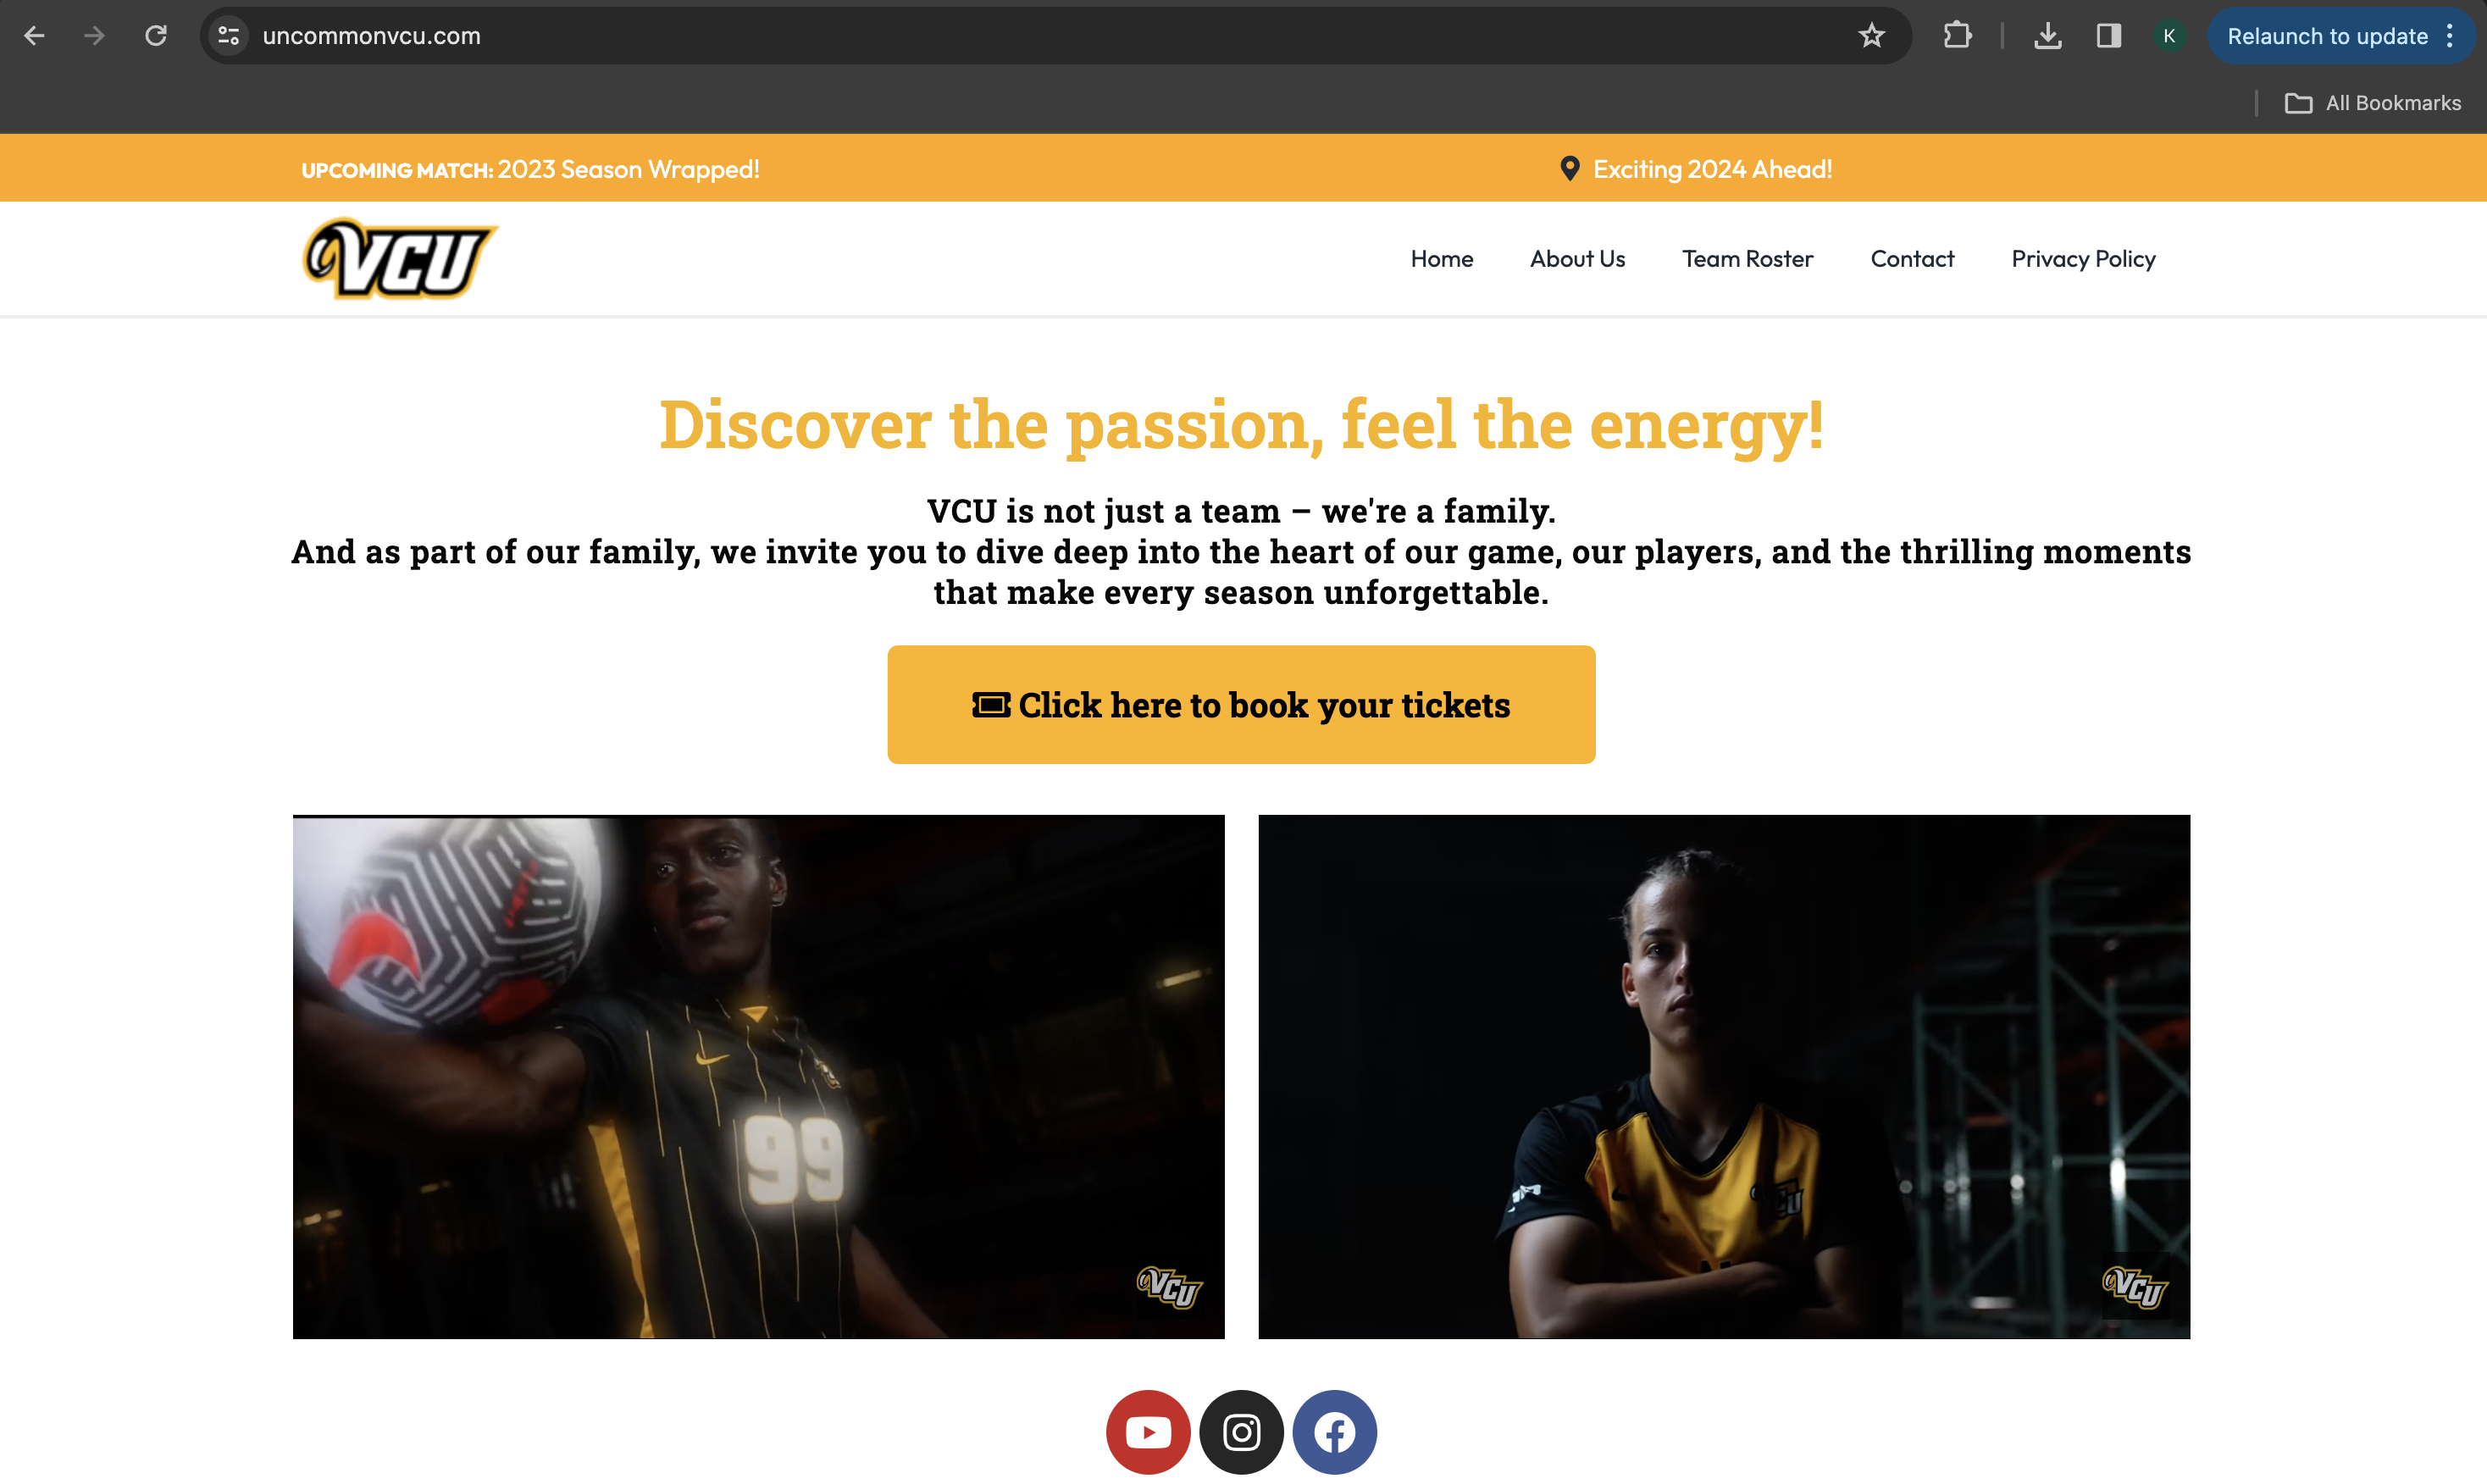 uncommonvcu.com
K
Relaunch to update
All Bookmarks
UPCOMING MATCH: 2023 Season Wrapped!
Exciting 2024 Ahead!
VCU
Home
About Us
Team Roster
Contact
Privacy Policy
Discover the passion, feel the energy!
VCU is not just a team – we're a family.
And as part of our family, we invite you to dive deep into the heart of our game, our players, and the thrilling moments
that make every season unforgettable.
Click here to book your tickets
99
VCU
VCU